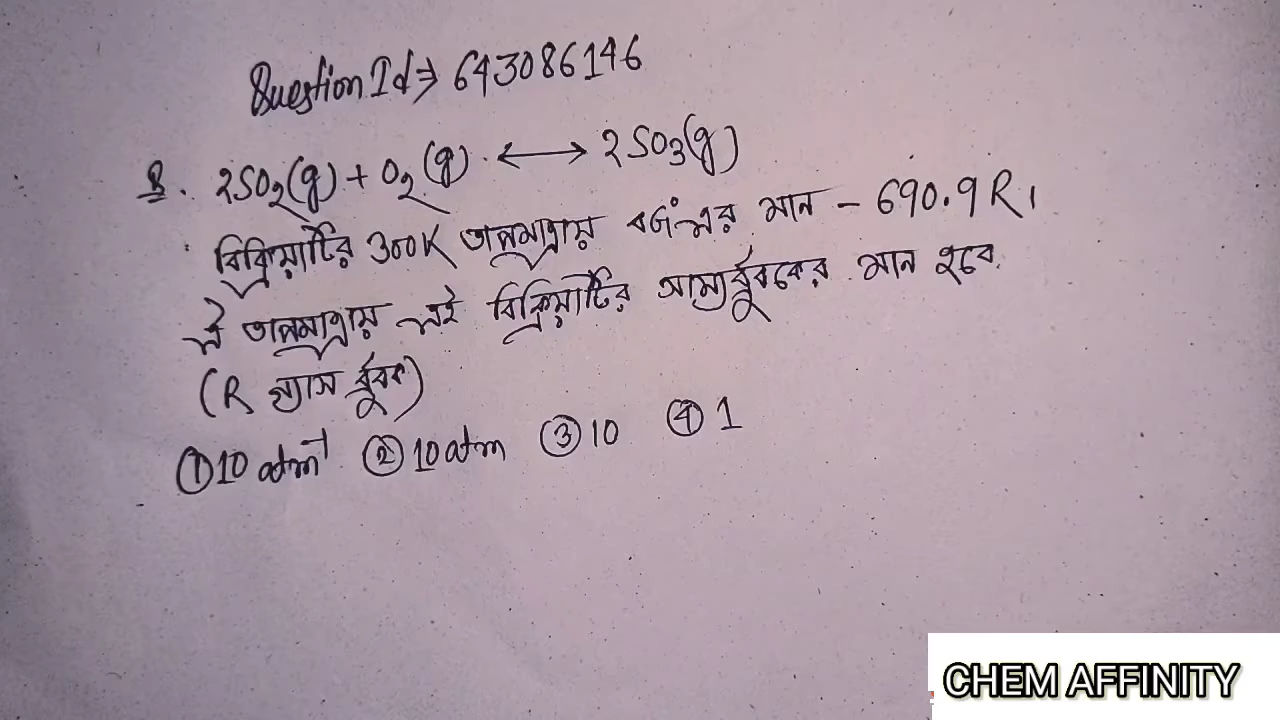 Question Id ⇒ 643086146
8. 2SO₂(g) + O₂(g) ⟷ 2SO₃(g)
বিক্রিয়াটির 300K তাপমাত্রায় ΔG° এর মান - 690.9 R।
ঐ তাপমাত্রায় এই বিক্রিয়াটির সাম্যধ্রুবকের মান হবে.
(R গ্যাস ধ্রুবক)
① 10 atm⁻¹ ② 10 atm ③ 10 ④ 1
CHEM AFFINITY